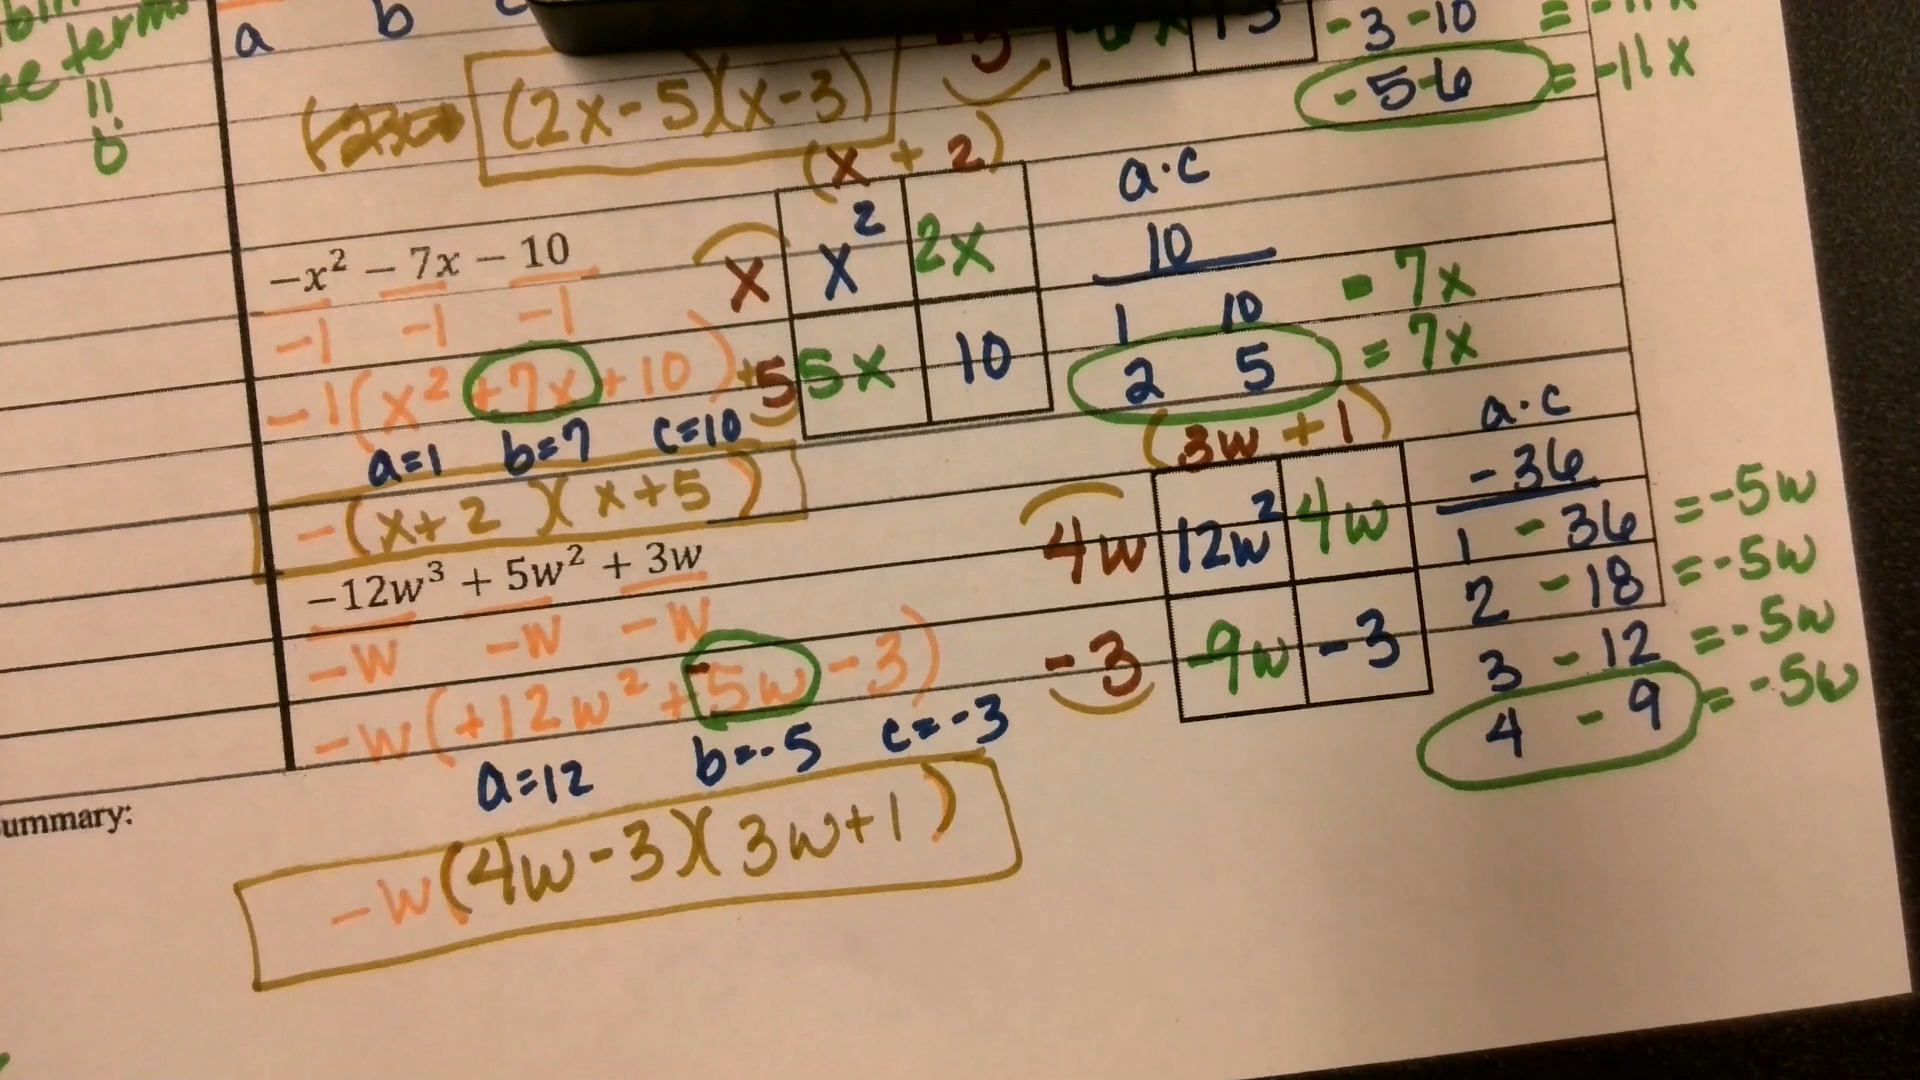 a b
-3 -10 = -11x
-5 -6 = -11x
(2x-5)(x-3)
(x + 2)
a·c
−x² − 7x − 10
x x² 2x
10
-1 -1 -1
1 10 = 7x
-1(x² +7x +10)
+5 5x 10
2 5 = 7x
a=1 b=7 c=10
(3w +1)
a·c
-(x+2)(x+5)
-36
−12w³ + 5w² + 3w
4w 12w² 4w
1 -36 = -5w
-w -w -w
2 -18 = -5w
-3 -9w -3
3 -12 = -5w
-w(+12w² -5w -3)
4 -9 = -5w
a=12 b=-5 c=-3
ummary:
-w(4w-3)(3w+1)